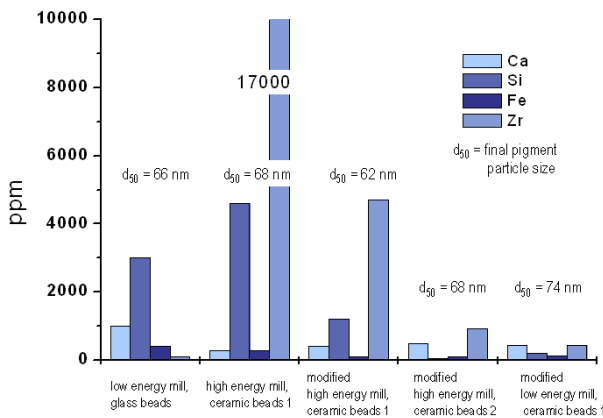 10000
8000
6000
4000
2000
0
ppm
17000
Ca
Si
Fe
Zr
d50 = final pigment
particle size
d50 = 66 nm
d50 = 68 nm
d50 = 62 nm
d50 = 68 nm
d50 = 74 nm
low energy mill,
glass beads
high energy mill,
ceramic beads 1
modified
high energy mill,
ceramic beads 1
modified
high energy mill,
ceramic beads 2
modified
low energy mill,
ceramic beads 1